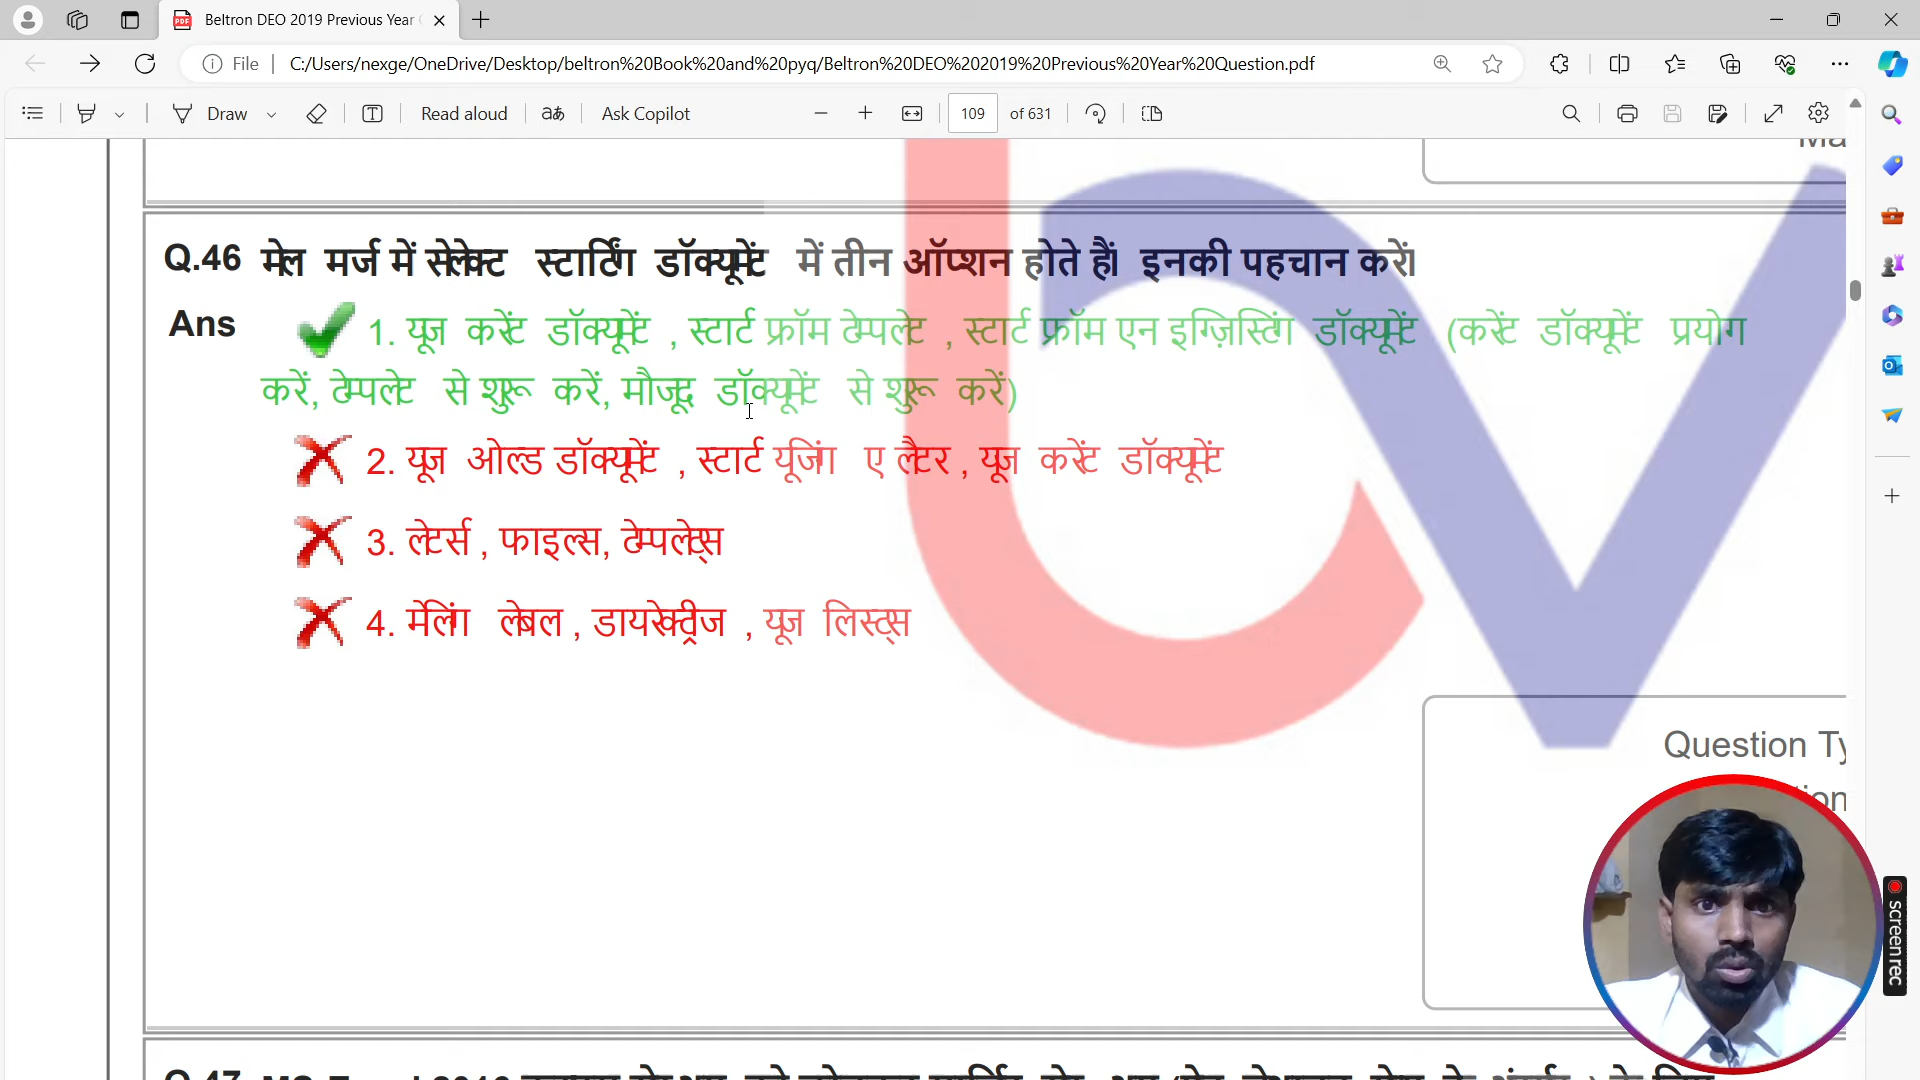 Beltron DEO 2019 Previous Year
File
C:/Users/nexge/OneDrive/Desktop/beltron%20Book%20and%20pyq/Beltron%20DEO%202019%20Previous%20Year%20Question.pdf
Draw
Read aloud
aあ
Ask Copilot
109 of 631
Q.46 मेल मर्ज में सेलेक्ट स्टार्टिंग डॉक्यूमेंट में तीन ऑप्शन होते हैं। इनकी पहचान करें।
Ans 1. यूज करेंट डॉक्यूमेंट , स्टार्ट फ्रॉम टेम्पलेट , स्टार्ट फ्रॉम एन इग्ज़िस्टिंग डॉक्यूमेंट (करेंट डॉक्यूमेंट प्रयोग
करें, टेम्पलेट से शुरू करें, मौजूद डॉक्यूमेंट से शुरू करें)
2. यूज ओल्ड डॉक्यूमेंट , स्टार्ट यूजिंग ए लैटर , यूज करेंट डॉक्यूमेंट
3. लेटर्स , फाइल्स, टेम्पलेट्स
4. मेलिंग लेबल , डायरेक्ट्रीज , यूज लिस्ट्स
Question Ty
screenrec